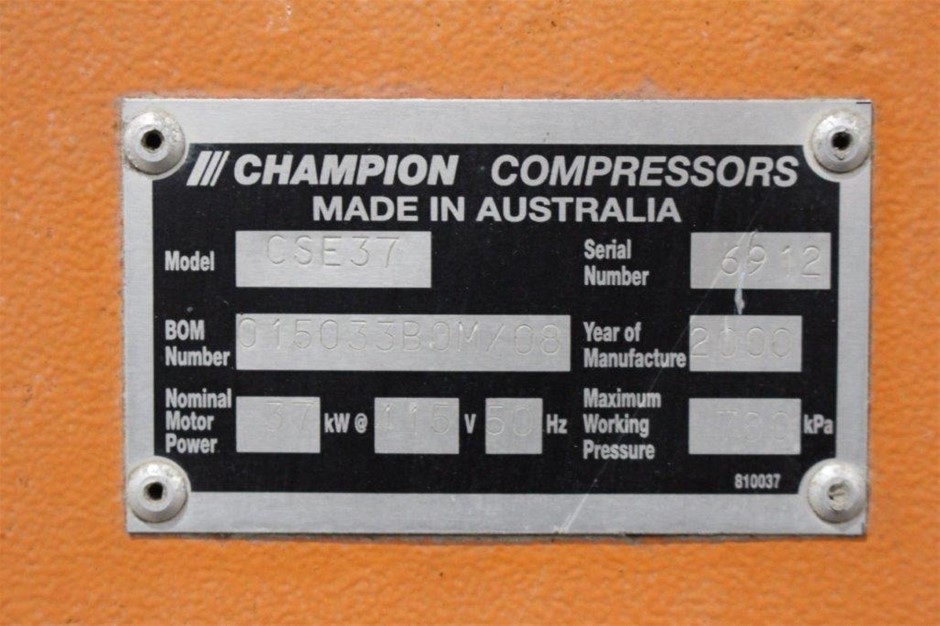 CHAMPION COMPRESSORS
MADE IN AUSTRALIA
Model CSE37
Serial Number 6912
BOM Number 015033BOM/08
Year of Manufacture 2000
Nominal Motor Power 37 kW @ 415 V 50 Hz
Maximum Working Pressure kPa
810037